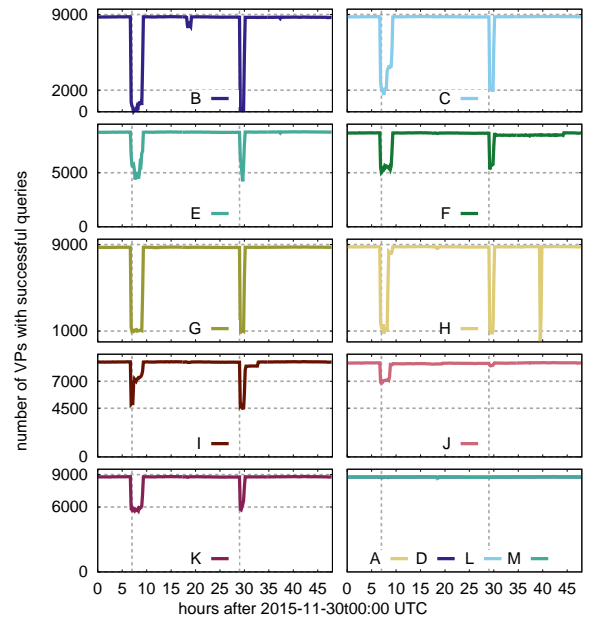 number of VPs with successful queries
9000
2000
0
B
C
5000
0
E
F
9000
1000
G
H
7000
4500
0
I
J
9000
6000
0
K
A D L M
0 5 10 15 20 25 30 35 40 45 0 5 10 15 20 25 30 35 40 45
hours after 2015-11-30t00:00 UTC